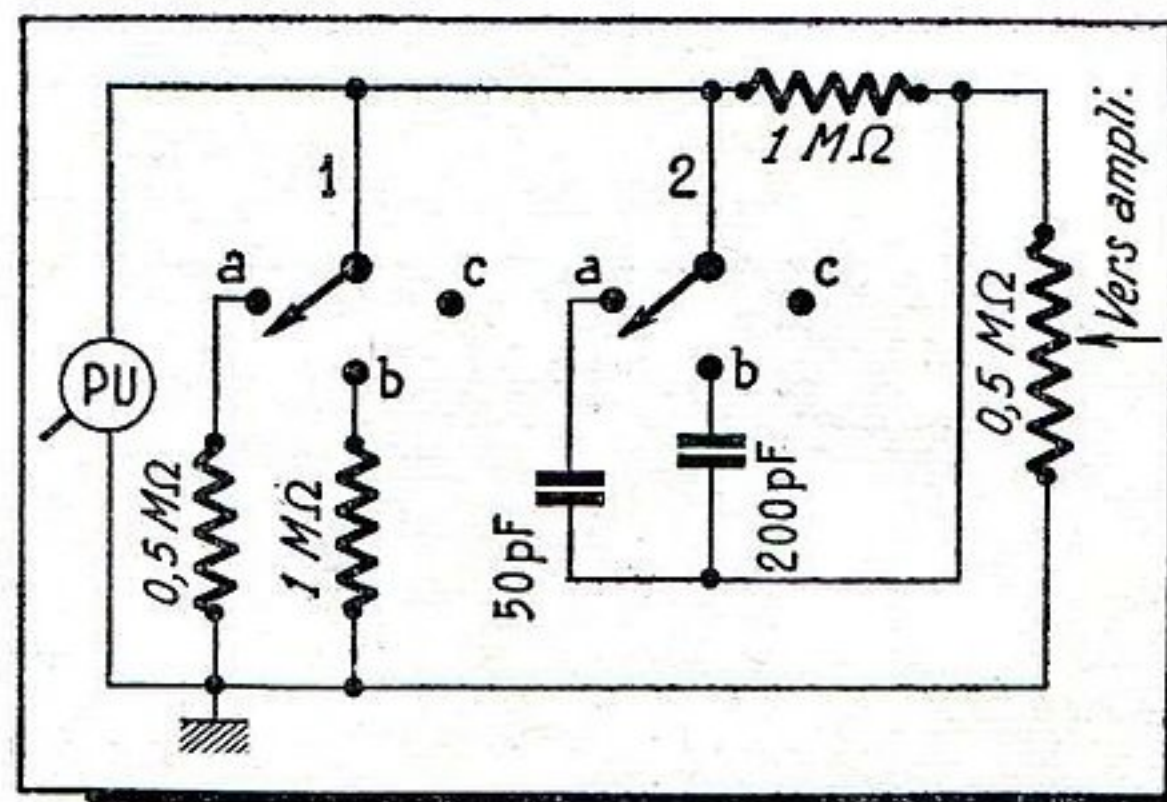 1 MΩ
1
2
a
c
a
c
b
b
PU
0,5 MΩ
1 MΩ
50pF
200pF
0,5 MΩ
Vers ampli.